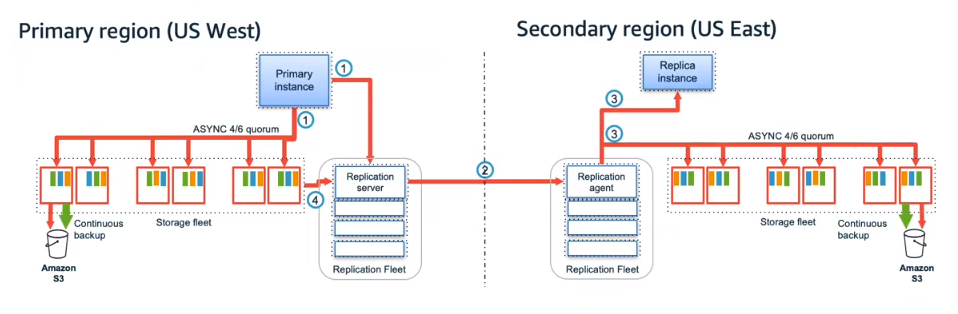 Primary region (US West)
Secondary region (US East)
Primary
instance
1
1
ASYNC 4/6 quorum
Replication
server
4
Continuous
backup
Storage fleet
Amazon
S3
Replication Fleet
2
Replica
instance
3
3
ASYNC 4/6 quorum
Replication
agent
Replication Fleet
Storage fleet
Continuous
backup
Amazon
S3